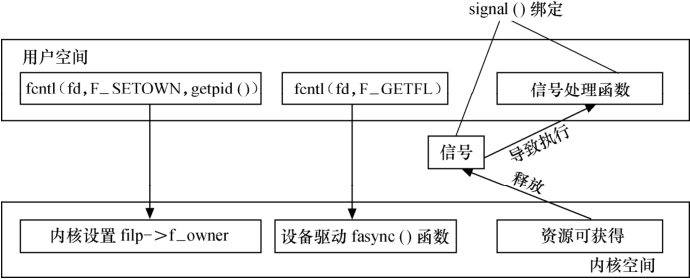 signal () 绑定
用户空间
fcntl(fd,F_SETOWN,getpid ())
fcntl(fd,F_GETFL)
信号处理函数
信号
导致执行
释放
内核设置 filp->f_owner
设备驱动 fasync () 函数
资源可获得
内核空间